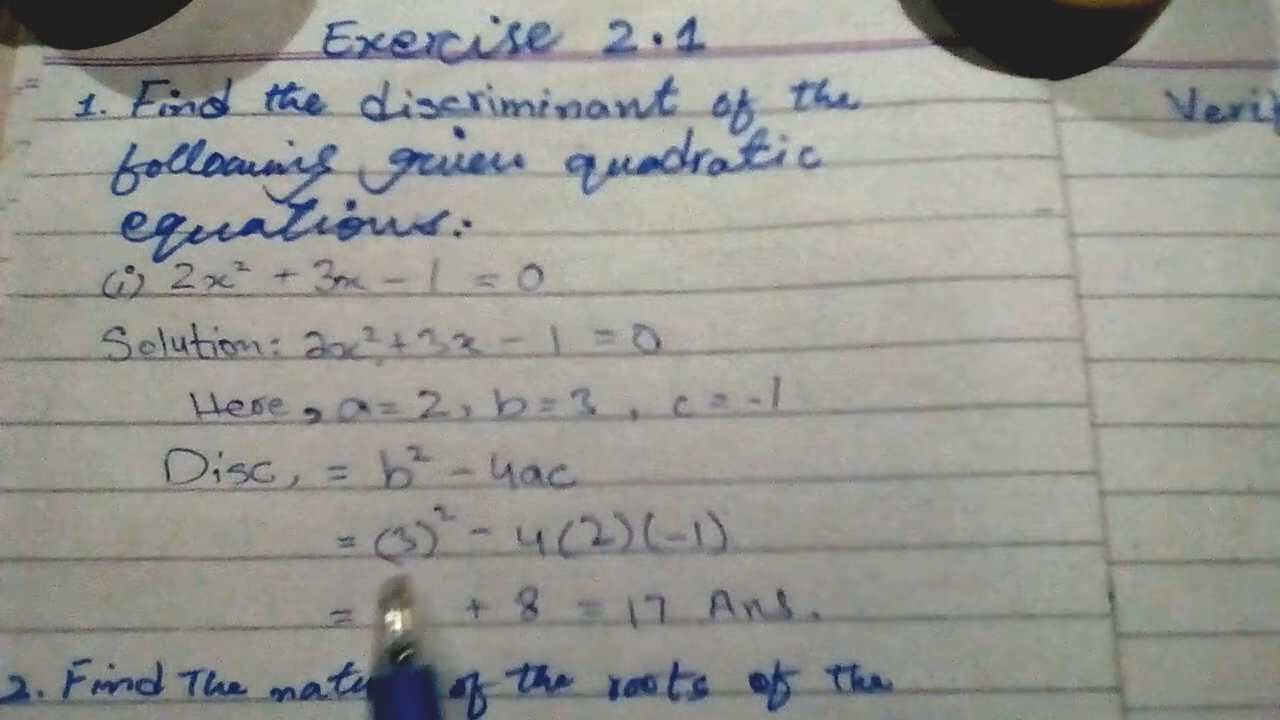 Exercise 2.1
1. Find the discriminant of the
following given quadratic
equations:
(i) 2x² + 3x - 1 = 0
Solution: 2x² + 3x - 1 = 0
Here, a = 2, b = 3, c = -1
Disc, = b² - 4ac
= (3)² - 4(2)(-1)
= + 8 = 17 Ans.
2. Find The of the roots of the